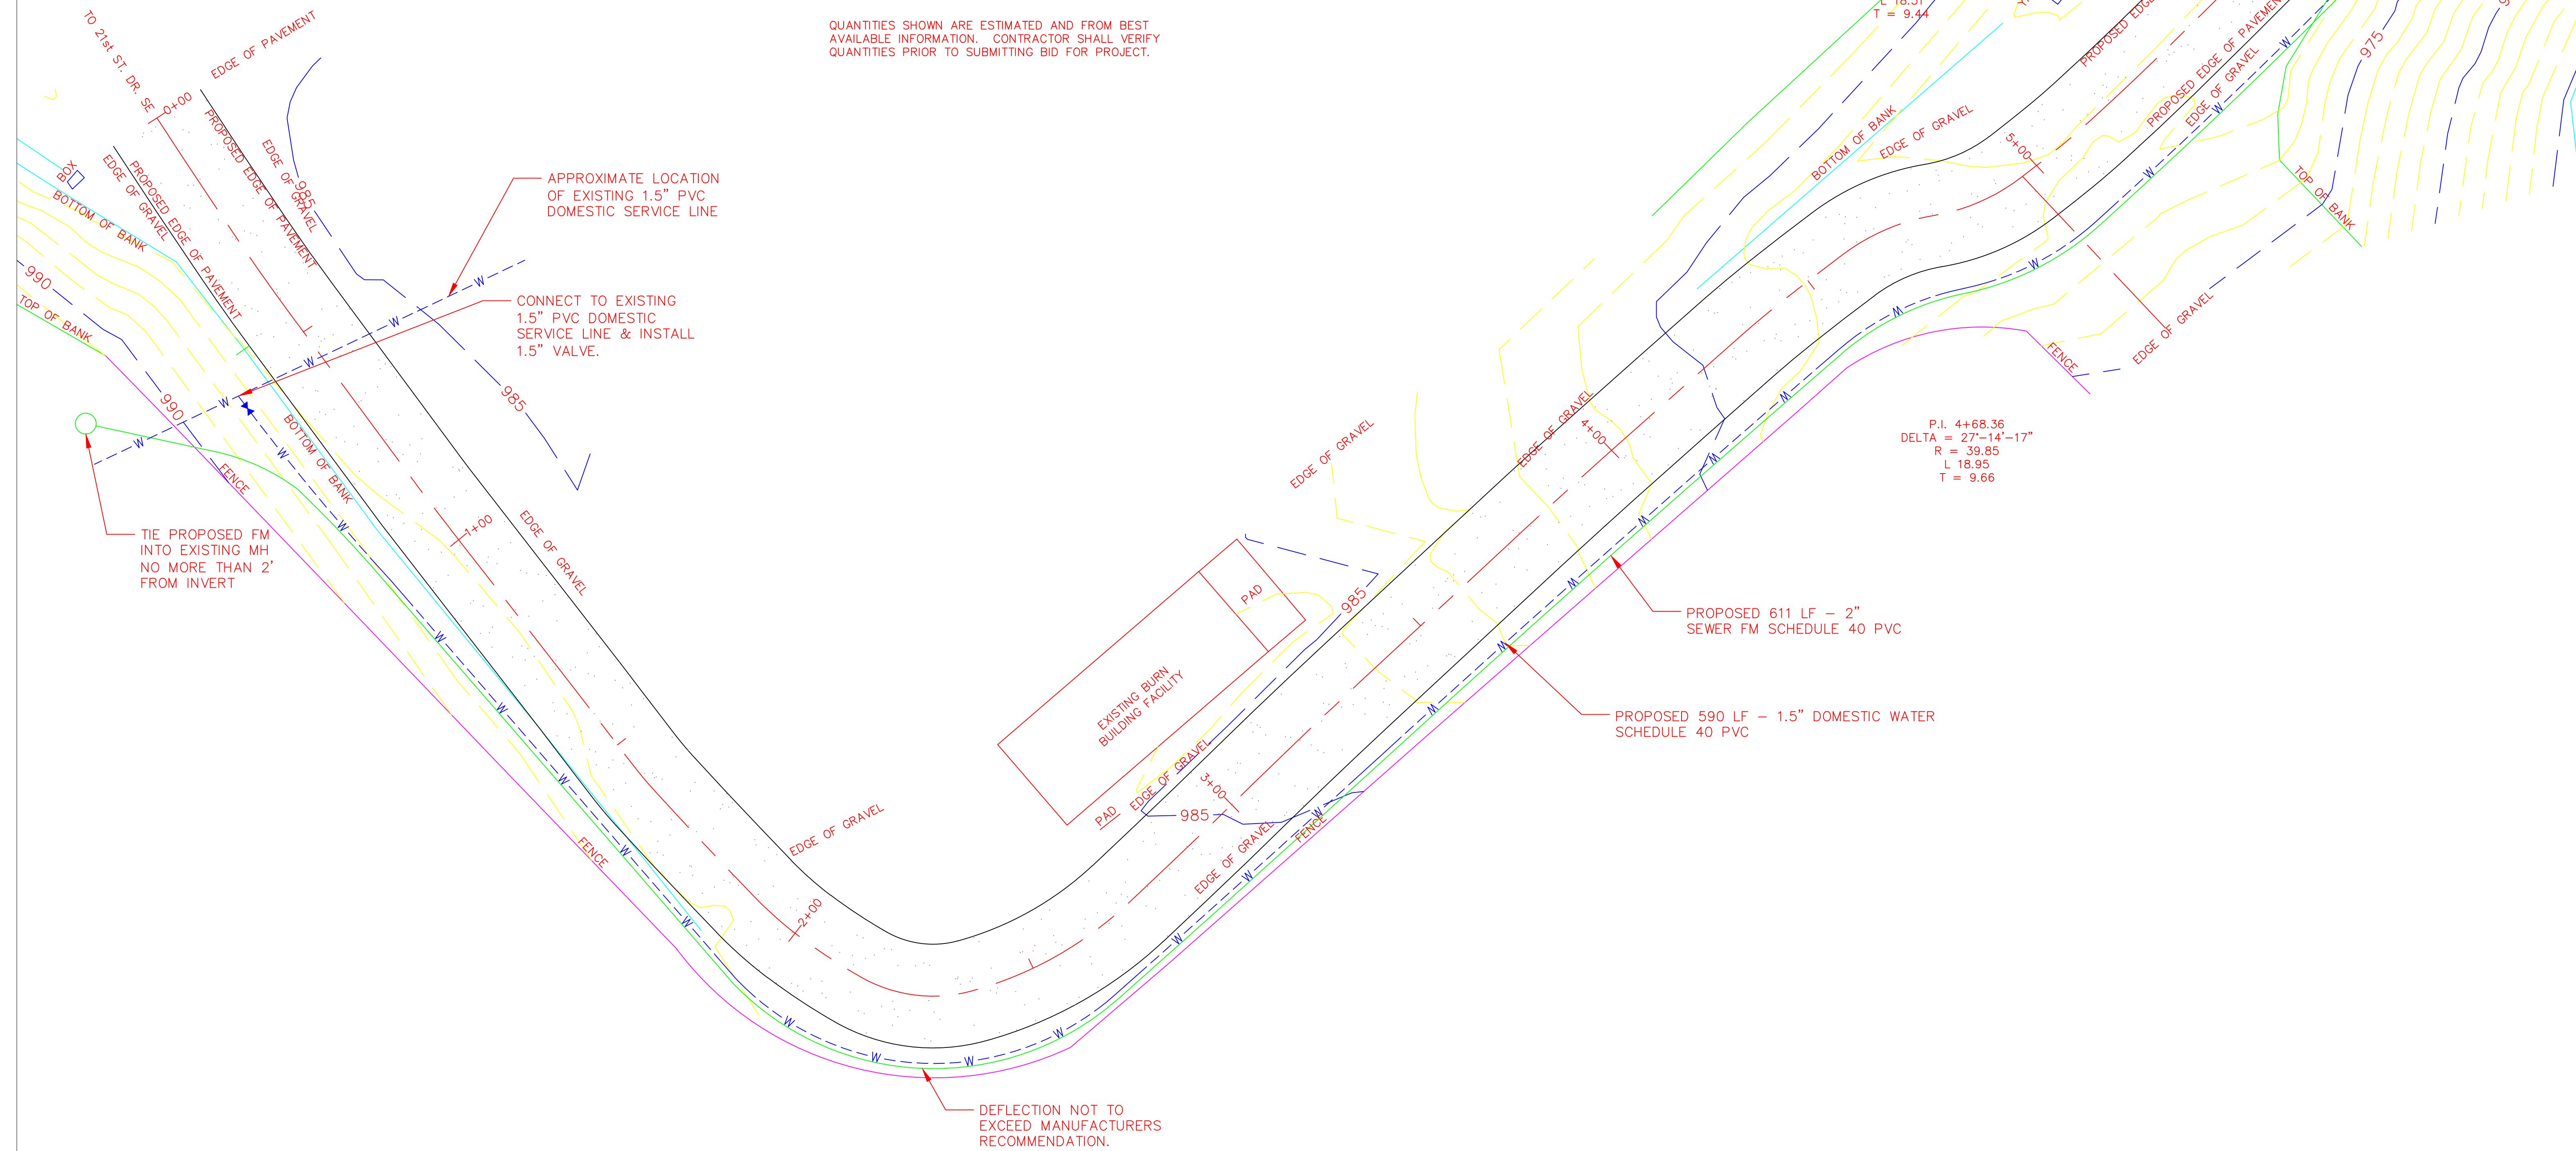 TO 21st ST. DR. SE
EDGE OF PAVEMENT
0+00
QUANTITIES SHOWN ARE ESTIMATED AND FROM BEST
AVAILABLE INFORMATION.  CONTRACTOR SHALL VERIFY
QUANTITIES PRIOR TO SUBMITTING BID FOR PROJECT.
L 18.51
T = 9.44
PROPOSED EDGE
PROPOSED EDGE OF PAVEMENT
EDGE OF GRAVEL
W
W
W
975
BOX
EDGE OF GRAVEL
PROPOSED EDGE OF PAVEMENT
PROPOSED EDGE OF PAVEMENT
EDGE OF GRAVEL
985
BOTTOM OF BANK
990
TOP OF BANK
APPROXIMATE LOCATION
OF EXISTING 1.5" PVC
DOMESTIC SERVICE LINE
CONNECT TO EXISTING
1.5" PVC DOMESTIC
SERVICE LINE & INSTALL
1.5" VALVE.
W
W
W
W
W
985
990
BOTTOM OF BANK
FENCE
W
W
TIE PROPOSED FM
INTO EXISTING MH
NO MORE THAN 2'
FROM INVERT
1+00
EDGE OF GRAVEL
W
W
W
W
W
FENCE
EDGE OF GRAVEL
2+00
W
W
W
W
DEFLECTION NOT TO
EXCEED MANUFACTURERS
RECOMMENDATION.
EXISTING BURN
BUILDING FACILITY
PAD
PAD
EDGE OF GRAVEL
985
985
3+00
EDGE OF GRAVEL
FENCE
W
W
W
W
W
W
W
W
W
W
W
W
EDGE OF GRAVEL
EDGE OF GRAVEL
4+00
BOTTOM OF BANK
EDGE OF GRAVEL
5+00
TOP OF BANK
EDGE OF GRAVEL
FENCE
P.I. 4+68.36
DELTA = 27°-14'-17"
R = 39.85
L 18.95
T = 9.66
PROPOSED 611 LF - 2"
SEWER FM SCHEDULE 40 PVC
PROPOSED 590 LF - 1.5" DOMESTIC WATER
SCHEDULE 40 PVC